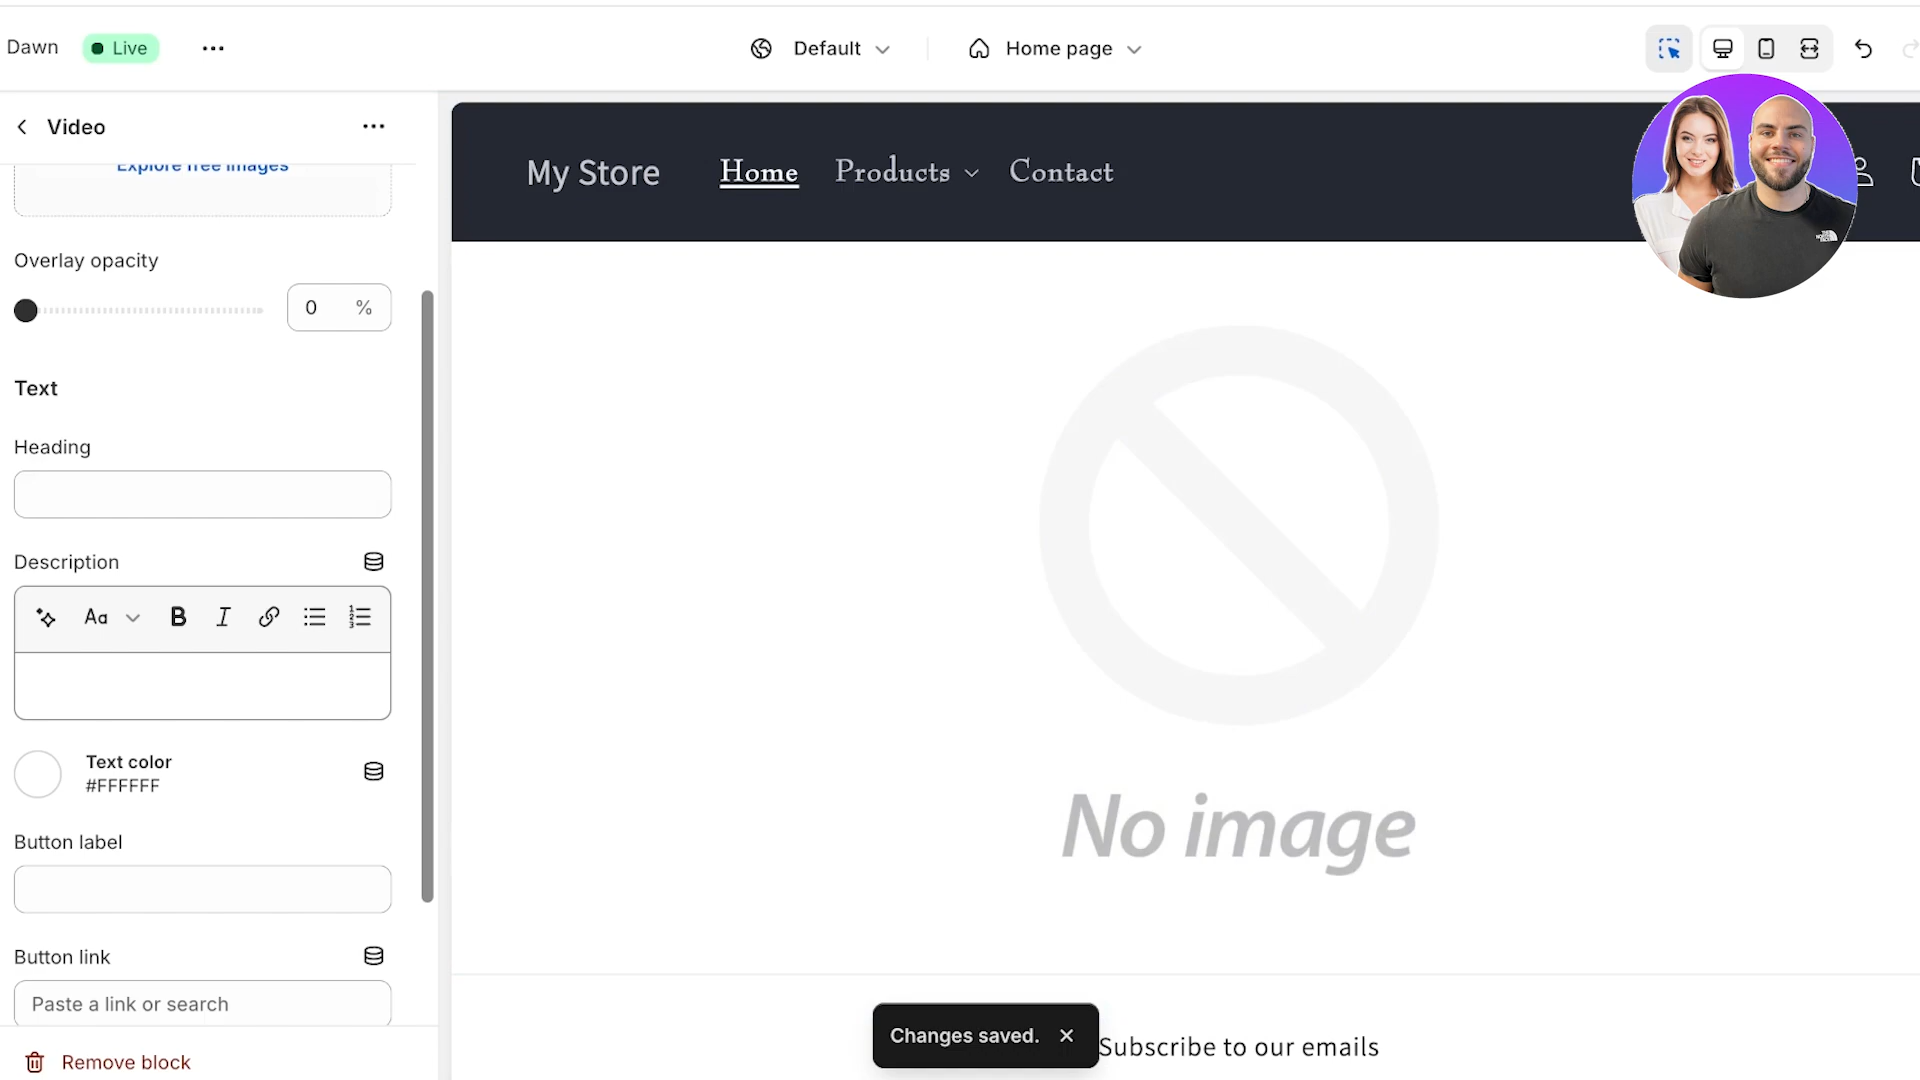 Dawn
Live
Default
Home page
Video
Explore free images
Overlay opacity
0 %
Text
Heading
Description
Aa
B I
Text color
#FFFFFF
Button label
Button link
Paste a link or search
Remove block
My Store
Home Products Contact
No image
Changes saved.
Subscribe to our emails